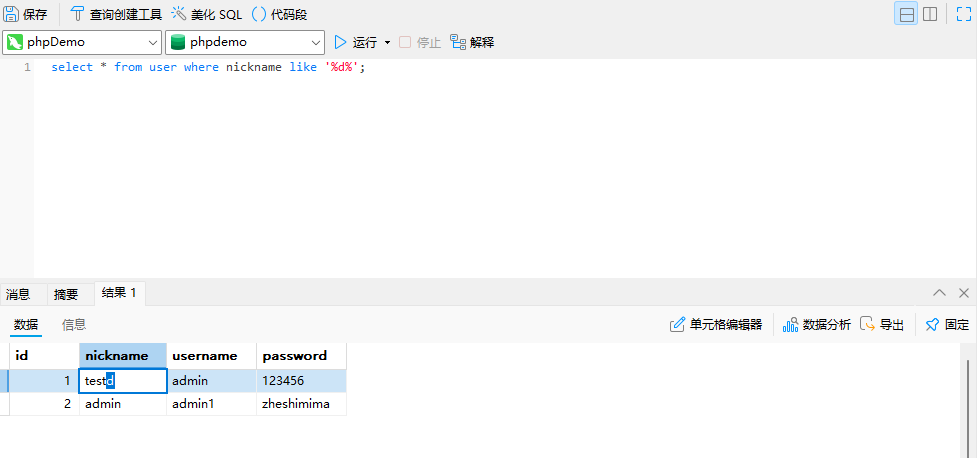 保存 查询创建工具 美化 SQL () 代码段
phpDemo phpdemo 运行 停止 解释
1 select * from user where nickname like '%d%';
消息 摘要 结果 1
数据 信息 单元格编辑器 数据分析 导出 固定
id nickname username password
1 testd admin 123456
2 admin admin1 zheshimima